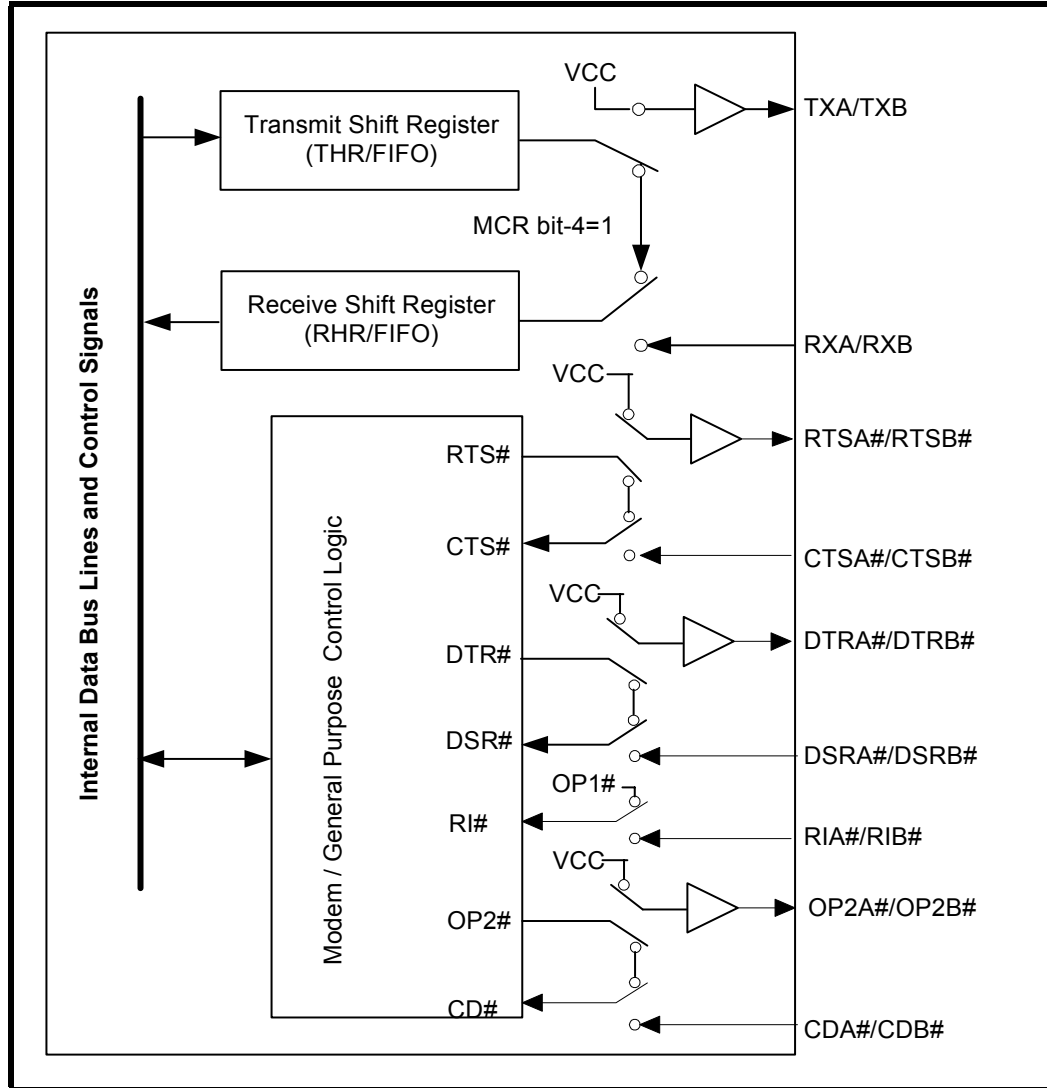 VCC
TXA/TXB
Transmit Shift Register
(THR/FIFO)
MCR bit-4=1
Receive Shift Register
(RHR/FIFO)
RXA/RXB
Internal Data Bus Lines and Control Signals
VCC
RTSA#/RTSB#
Modem / General Purpose Control Logic
RTS#
CTS#
CTSA#/CTSB#
VCC
DTRA#/DTRB#
DTR#
DSR#
DSRA#/DSRB#
OP1#
RI#
RIA#/RIB#
VCC
OP2A#/OP2B#
OP2#
CD#
CDA#/CDB#